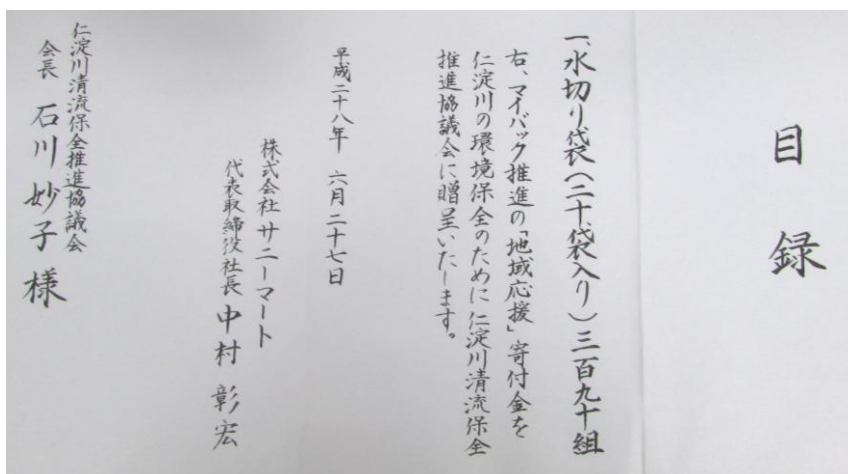 目録
一、水切り袋(二十袋入り)三百九十組
右、マイバック推進の「地域応援」寄付金を
仁淀川の環境保全のために仁淀川清流保全
推進協議会に贈呈いたします。
平成二十八年 六月二十七日
株式会社 サニーマート
代表取締役社長 中村 彰宏
仁淀川清流保全推進協議会
会長 石川 妙子 様